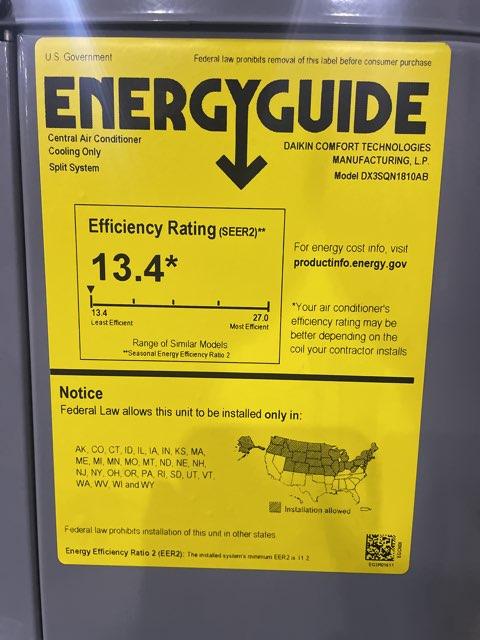 U.S. Government
Federal law prohibits removal of this label before consumer purchase
ENERGYGUIDE
Central Air Conditioner
Cooling Only
Split System
DAIKIN COMFORT TECHNOLOGIES
MANUFACTURING, L.P.
Model DX3SQN1810AB
Efficiency Rating (SEER2)**
13.4*
13.4
Least Efficient
27.0
Most Efficient
Range of Similar Models
**Seasonal Energy Efficiency Ratio 2
For energy cost info, visit
productinfo.energy.gov
*Your air conditioner's
efficiency rating may be
better depending on the
coil your contractor installs
Notice
Federal Law allows this unit to be installed only in:
AK, CO, CT, ID, IL, IA, IN, KS, MA,
ME, MI, MN, MO, MT, ND, NE, NH,
NJ, NY, OH, OR, PA, RI, SD, UT, VT,
WA, WV, WI and WY
Installation allowed
Federal law prohibits installation of this unit in other states.
Energy Efficiency Ratio 2 (EER2): The installed system's minimum EER2 is 11.2.